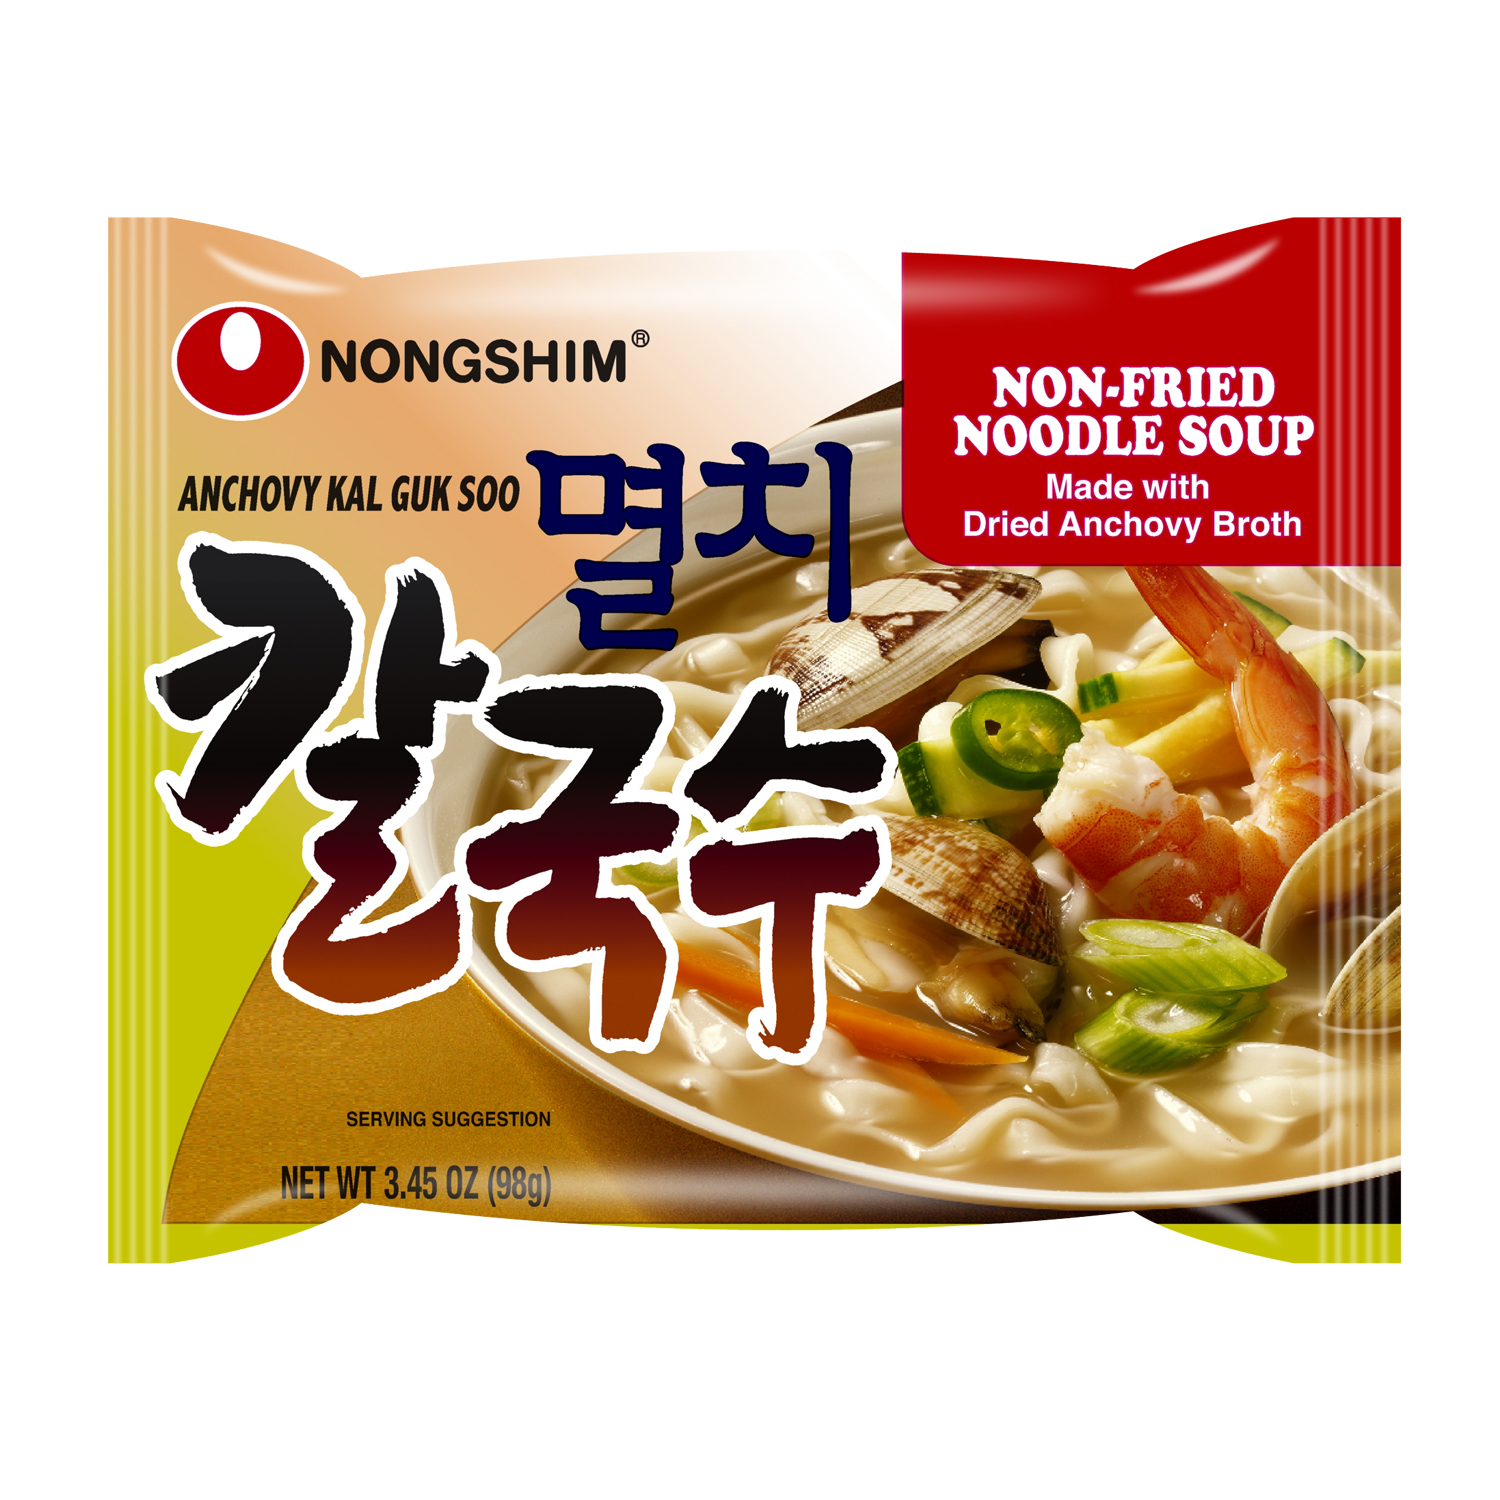 NONGSHIM®
ANCHOVY KAL GUK SOO
멸치
칼국수
NON-FRIED
NOODLE SOUP
Made with
Dried Anchovy Broth
SERVING SUGGESTION
NET WT 3.45 OZ (98g)